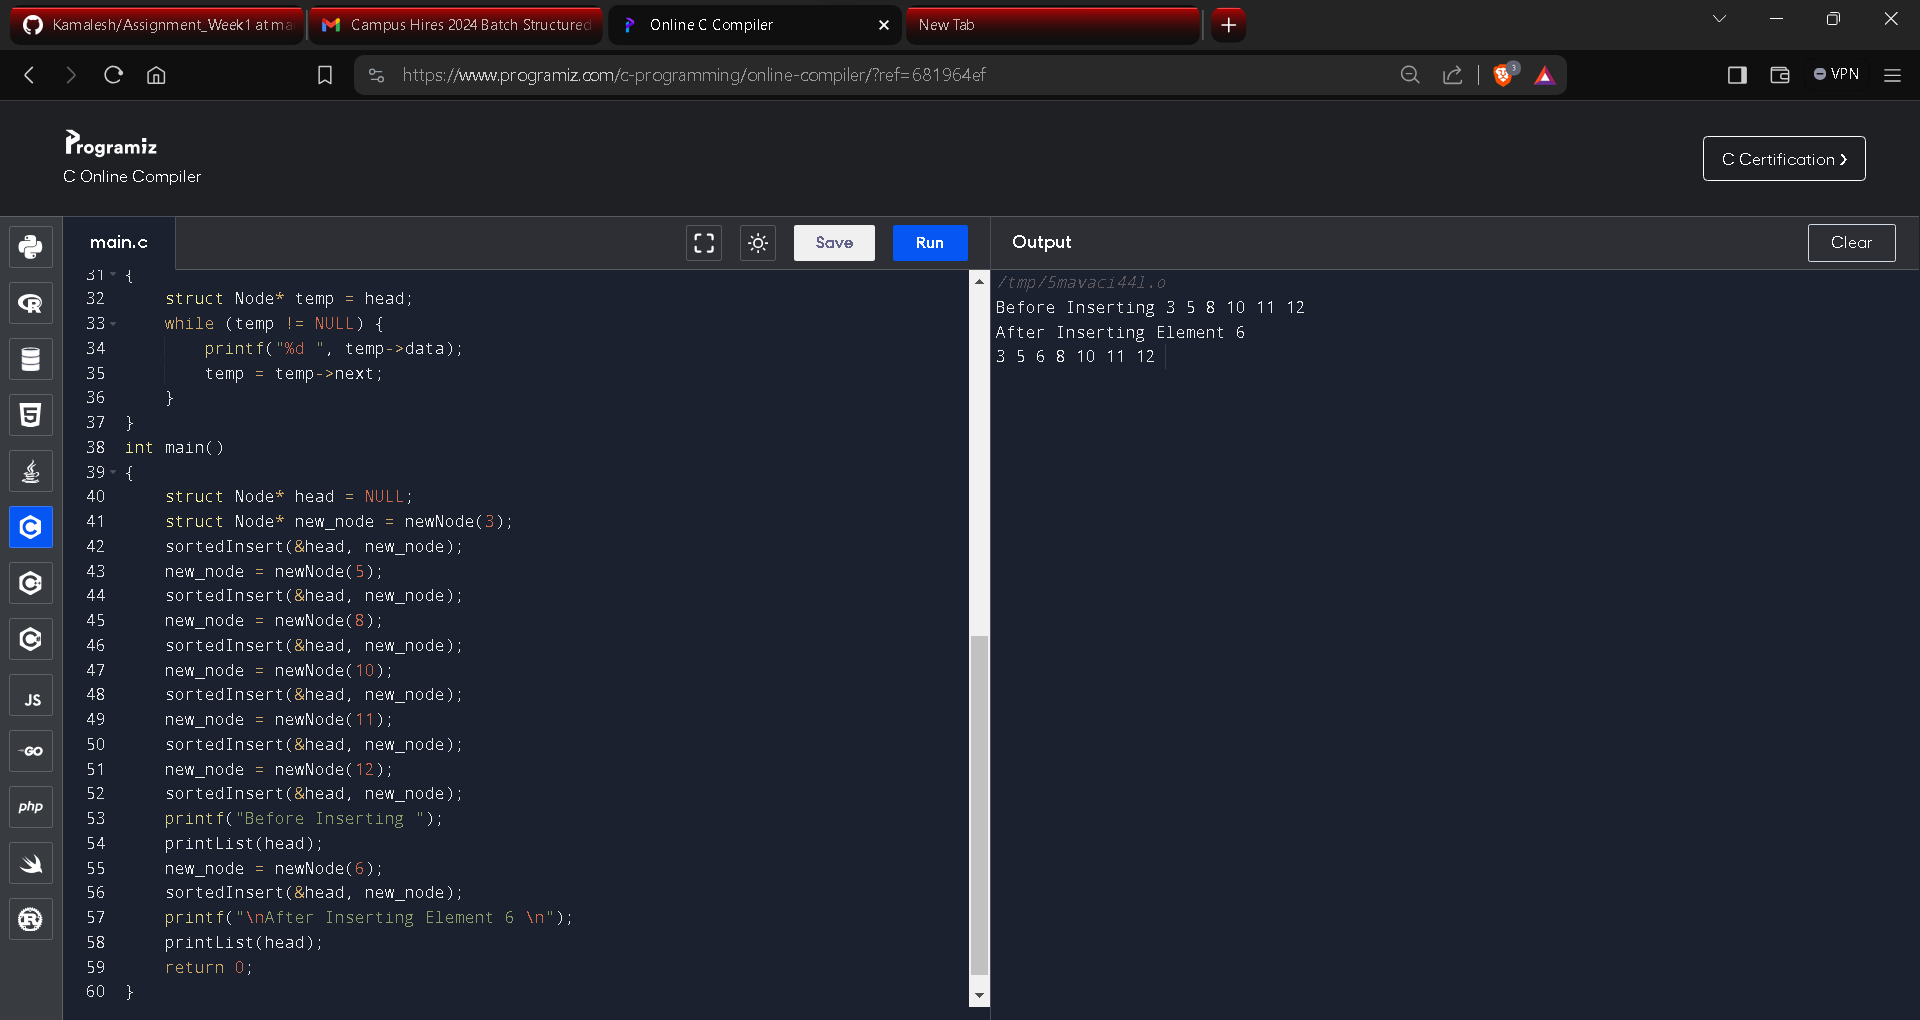 Kamalesh/Assignment_Week1 at ma
Campus Hires 2024 Batch Structured
Online C Compiler
New Tab
https://www.programiz.com/c-programming/online-compiler/?ref=681964ef
3
VPN
Programiz
C Online Compiler
C Certification
main.c
Save
Run
Output
Clear
31 {
32 struct Node* temp = head;
33 while (temp != NULL) {
34 printf("%d ", temp->data);
35 temp = temp->next;
36 }
37 }
38 int main()
39 {
40 struct Node* head = NULL;
41 struct Node* new_node = newNode(3);
42 sortedInsert(&head, new_node);
43 new_node = newNode(5);
44 sortedInsert(&head, new_node);
45 new_node = newNode(8);
46 sortedInsert(&head, new_node);
47 new_node = newNode(10);
48 sortedInsert(&head, new_node);
49 new_node = newNode(11);
50 sortedInsert(&head, new_node);
51 new_node = newNode(12);
52 sortedInsert(&head, new_node);
53 printf("Before Inserting ");
54 printList(head);
55 new_node = newNode(6);
56 sortedInsert(&head, new_node);
57 printf("\nAfter Inserting Element 6 \n");
58 printList(head);
59 return 0;
60 }
/tmp/5mavaci44l.o
Before Inserting 3 5 8 10 11 12
After Inserting Element 6
3 5 6 8 10 11 12
R
5
C
C
C
JS
GO
php
R